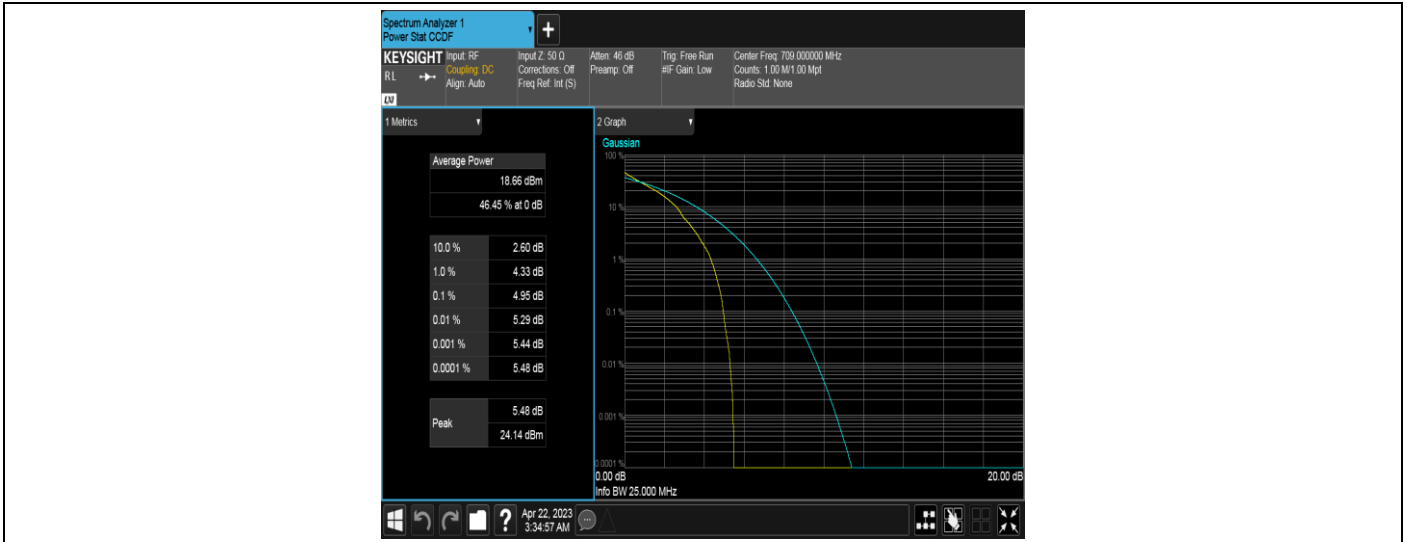 Spectrum Analyzer 1
Power Stat CCDF
+
KEYSIGHT
RL
LXI
Input: RF
Coupling: DC
Align: Auto
Input Z: 50 Ω
Corrections: Off
Freq Ref: Int (S)
Atten: 46 dB
Preamp: Off
Trig: Free Run
#IF Gain: Low
Center Freq: 709.000000 MHz
Counts: 1.00 M/1.00 Mpt
Radio Std: None
1 Metrics
Average Power
18.66 dBm
46.45 % at 0 dB
10.0 % 2.60 dB
1.0 % 4.33 dB
0.1 % 4.95 dB
0.01 % 5.29 dB
0.001 % 5.44 dB
0.0001 % 5.48 dB
Peak
5.48 dB
24.14 dBm
2 Graph
Gaussian
100 %
10 %
1 %
0.1 %
0.01 %
0.001 %
0.0001 %
0.00 dB 20.00 dB
Info BW 25.000 MHz
?
Apr 22, 2023
3:34:57 AM